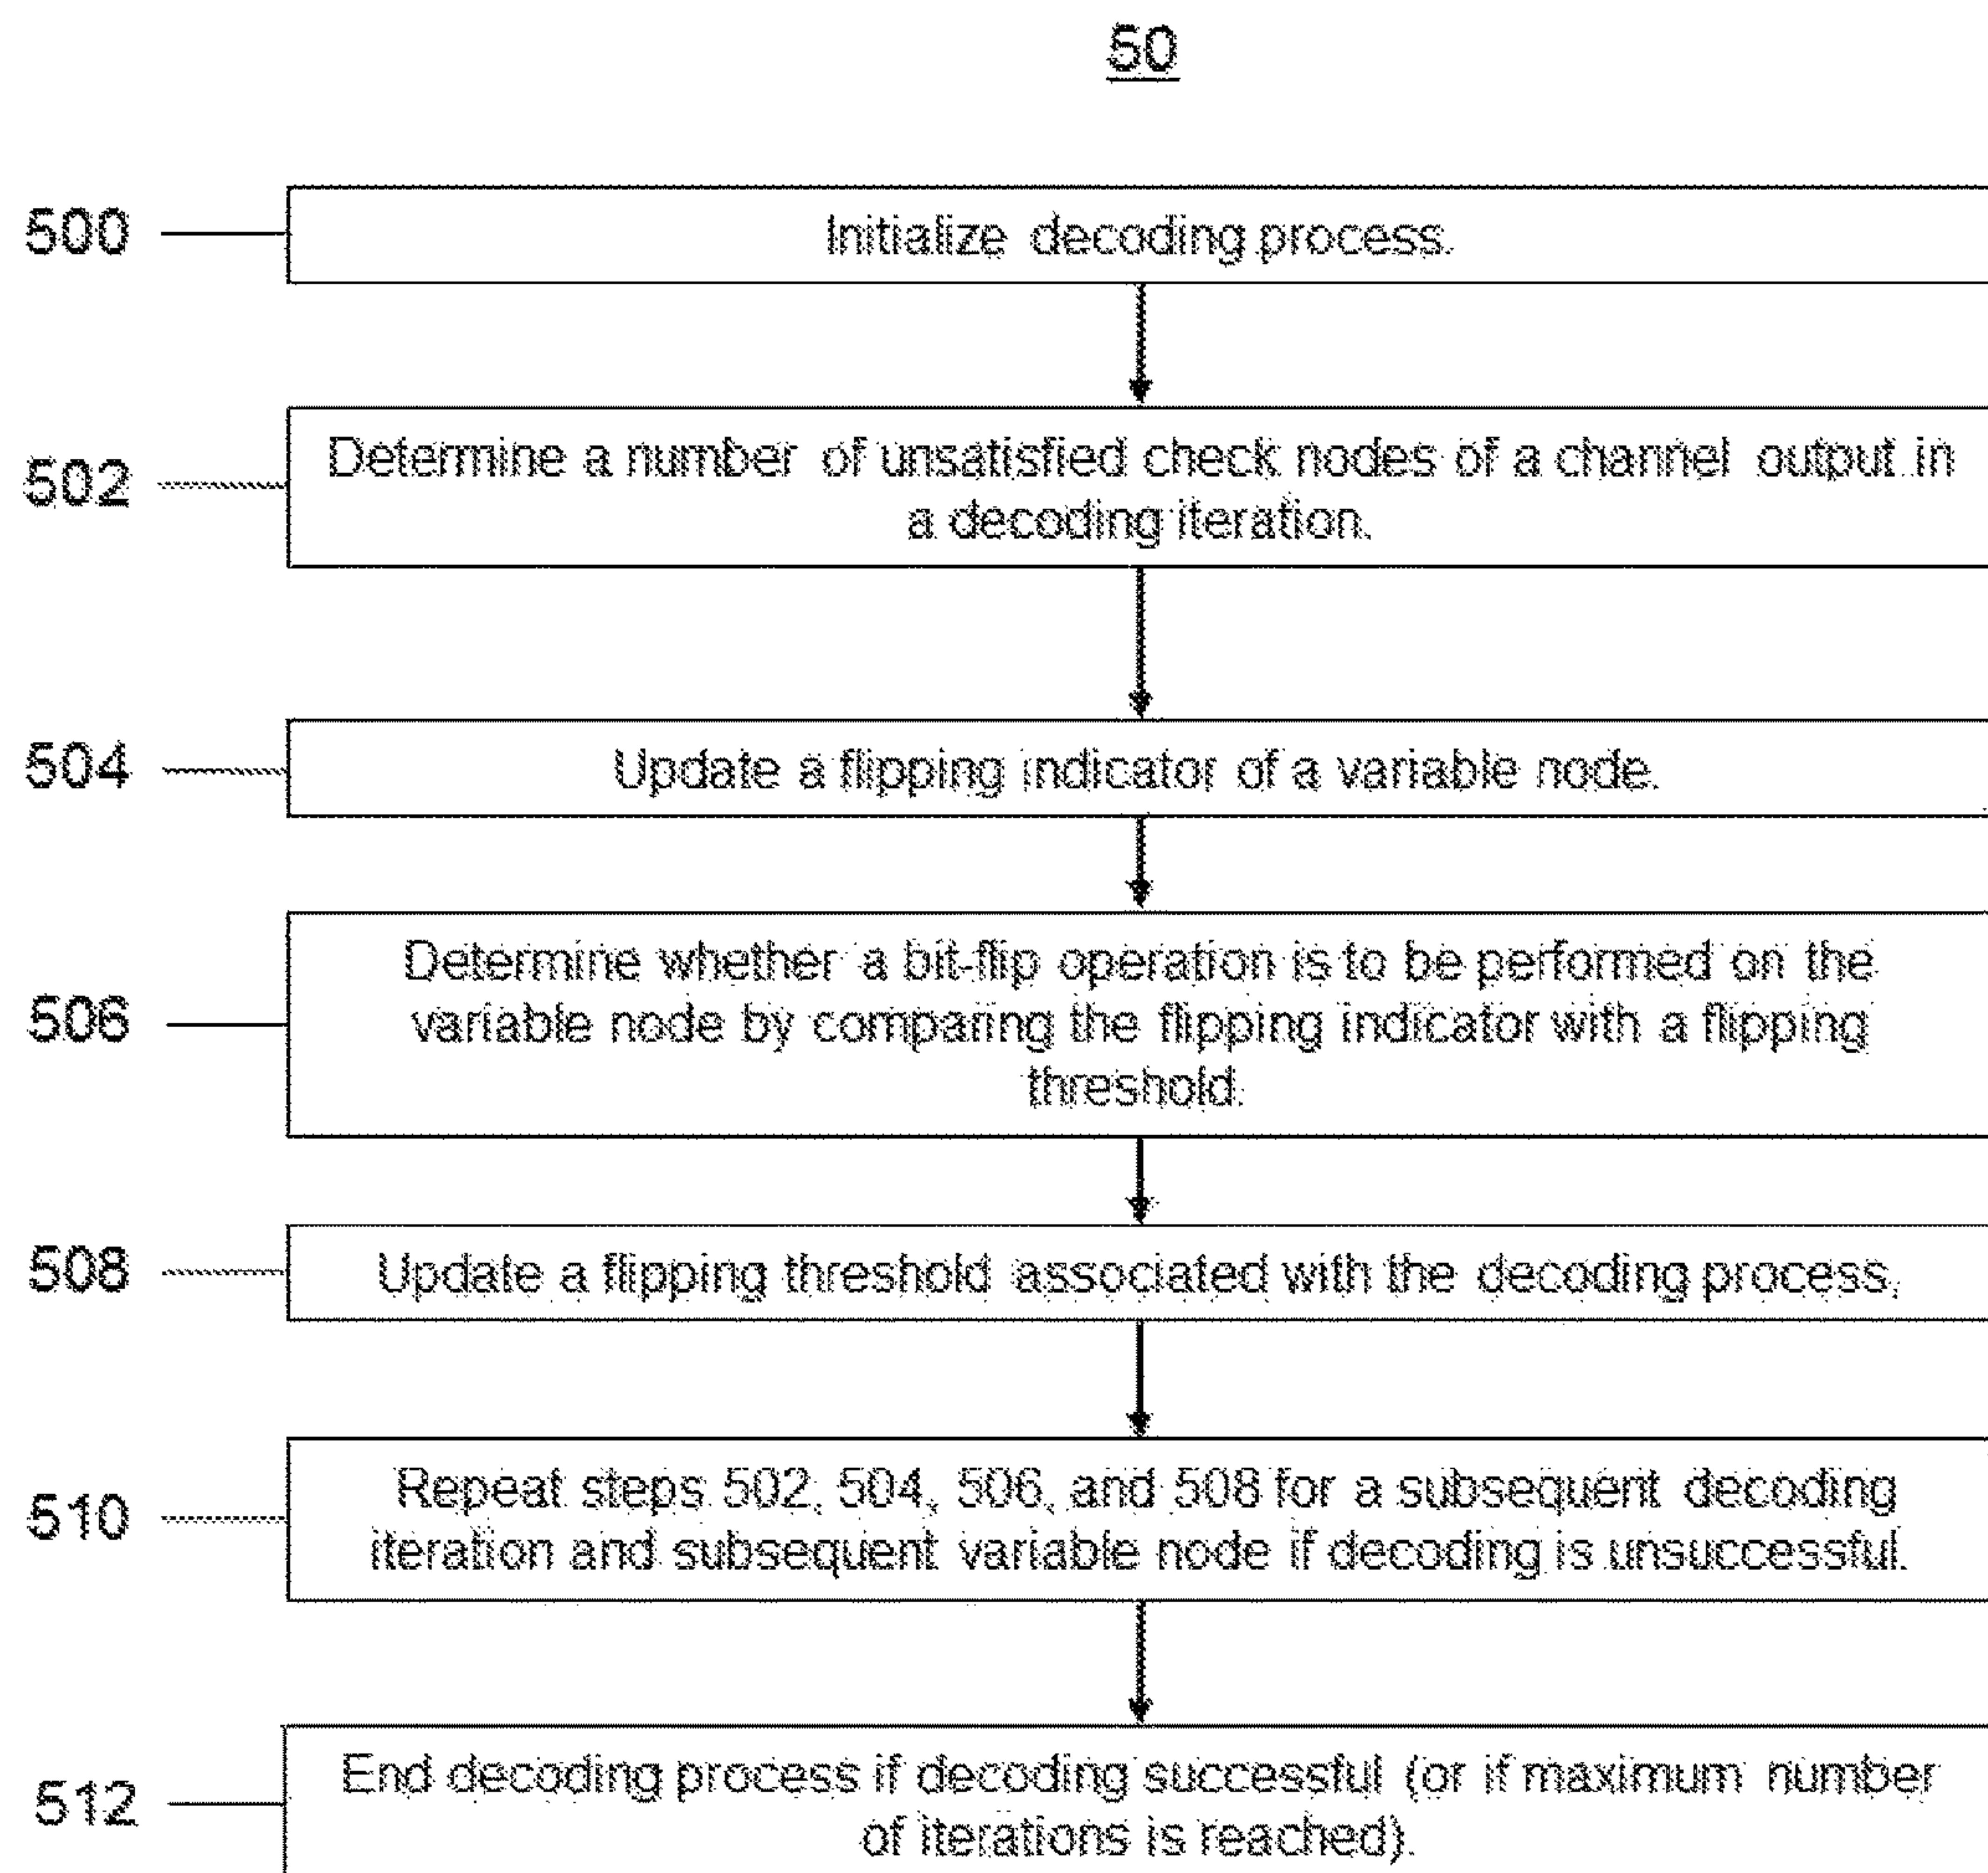 50
500
Initialize decoding process.
502
Determine a number of unsatisfied check nodes of a channel output in
a decoding iteration.
504
Update a flipping indicator of a variable node.
506
Determine whether a bit-flip operation is to be performed on the
variable node by comparing the flipping indicator with a flipping
threshold.
508
Update a flipping threshold associated with the decoding process.
510
Repeat steps 502, 504, 506, and 508 for a subsequent decoding
iteration and subsequent variable node if decoding is unsuccessful.
512
End decoding process if decoding successful (or if maximum number
of iterations is reached).